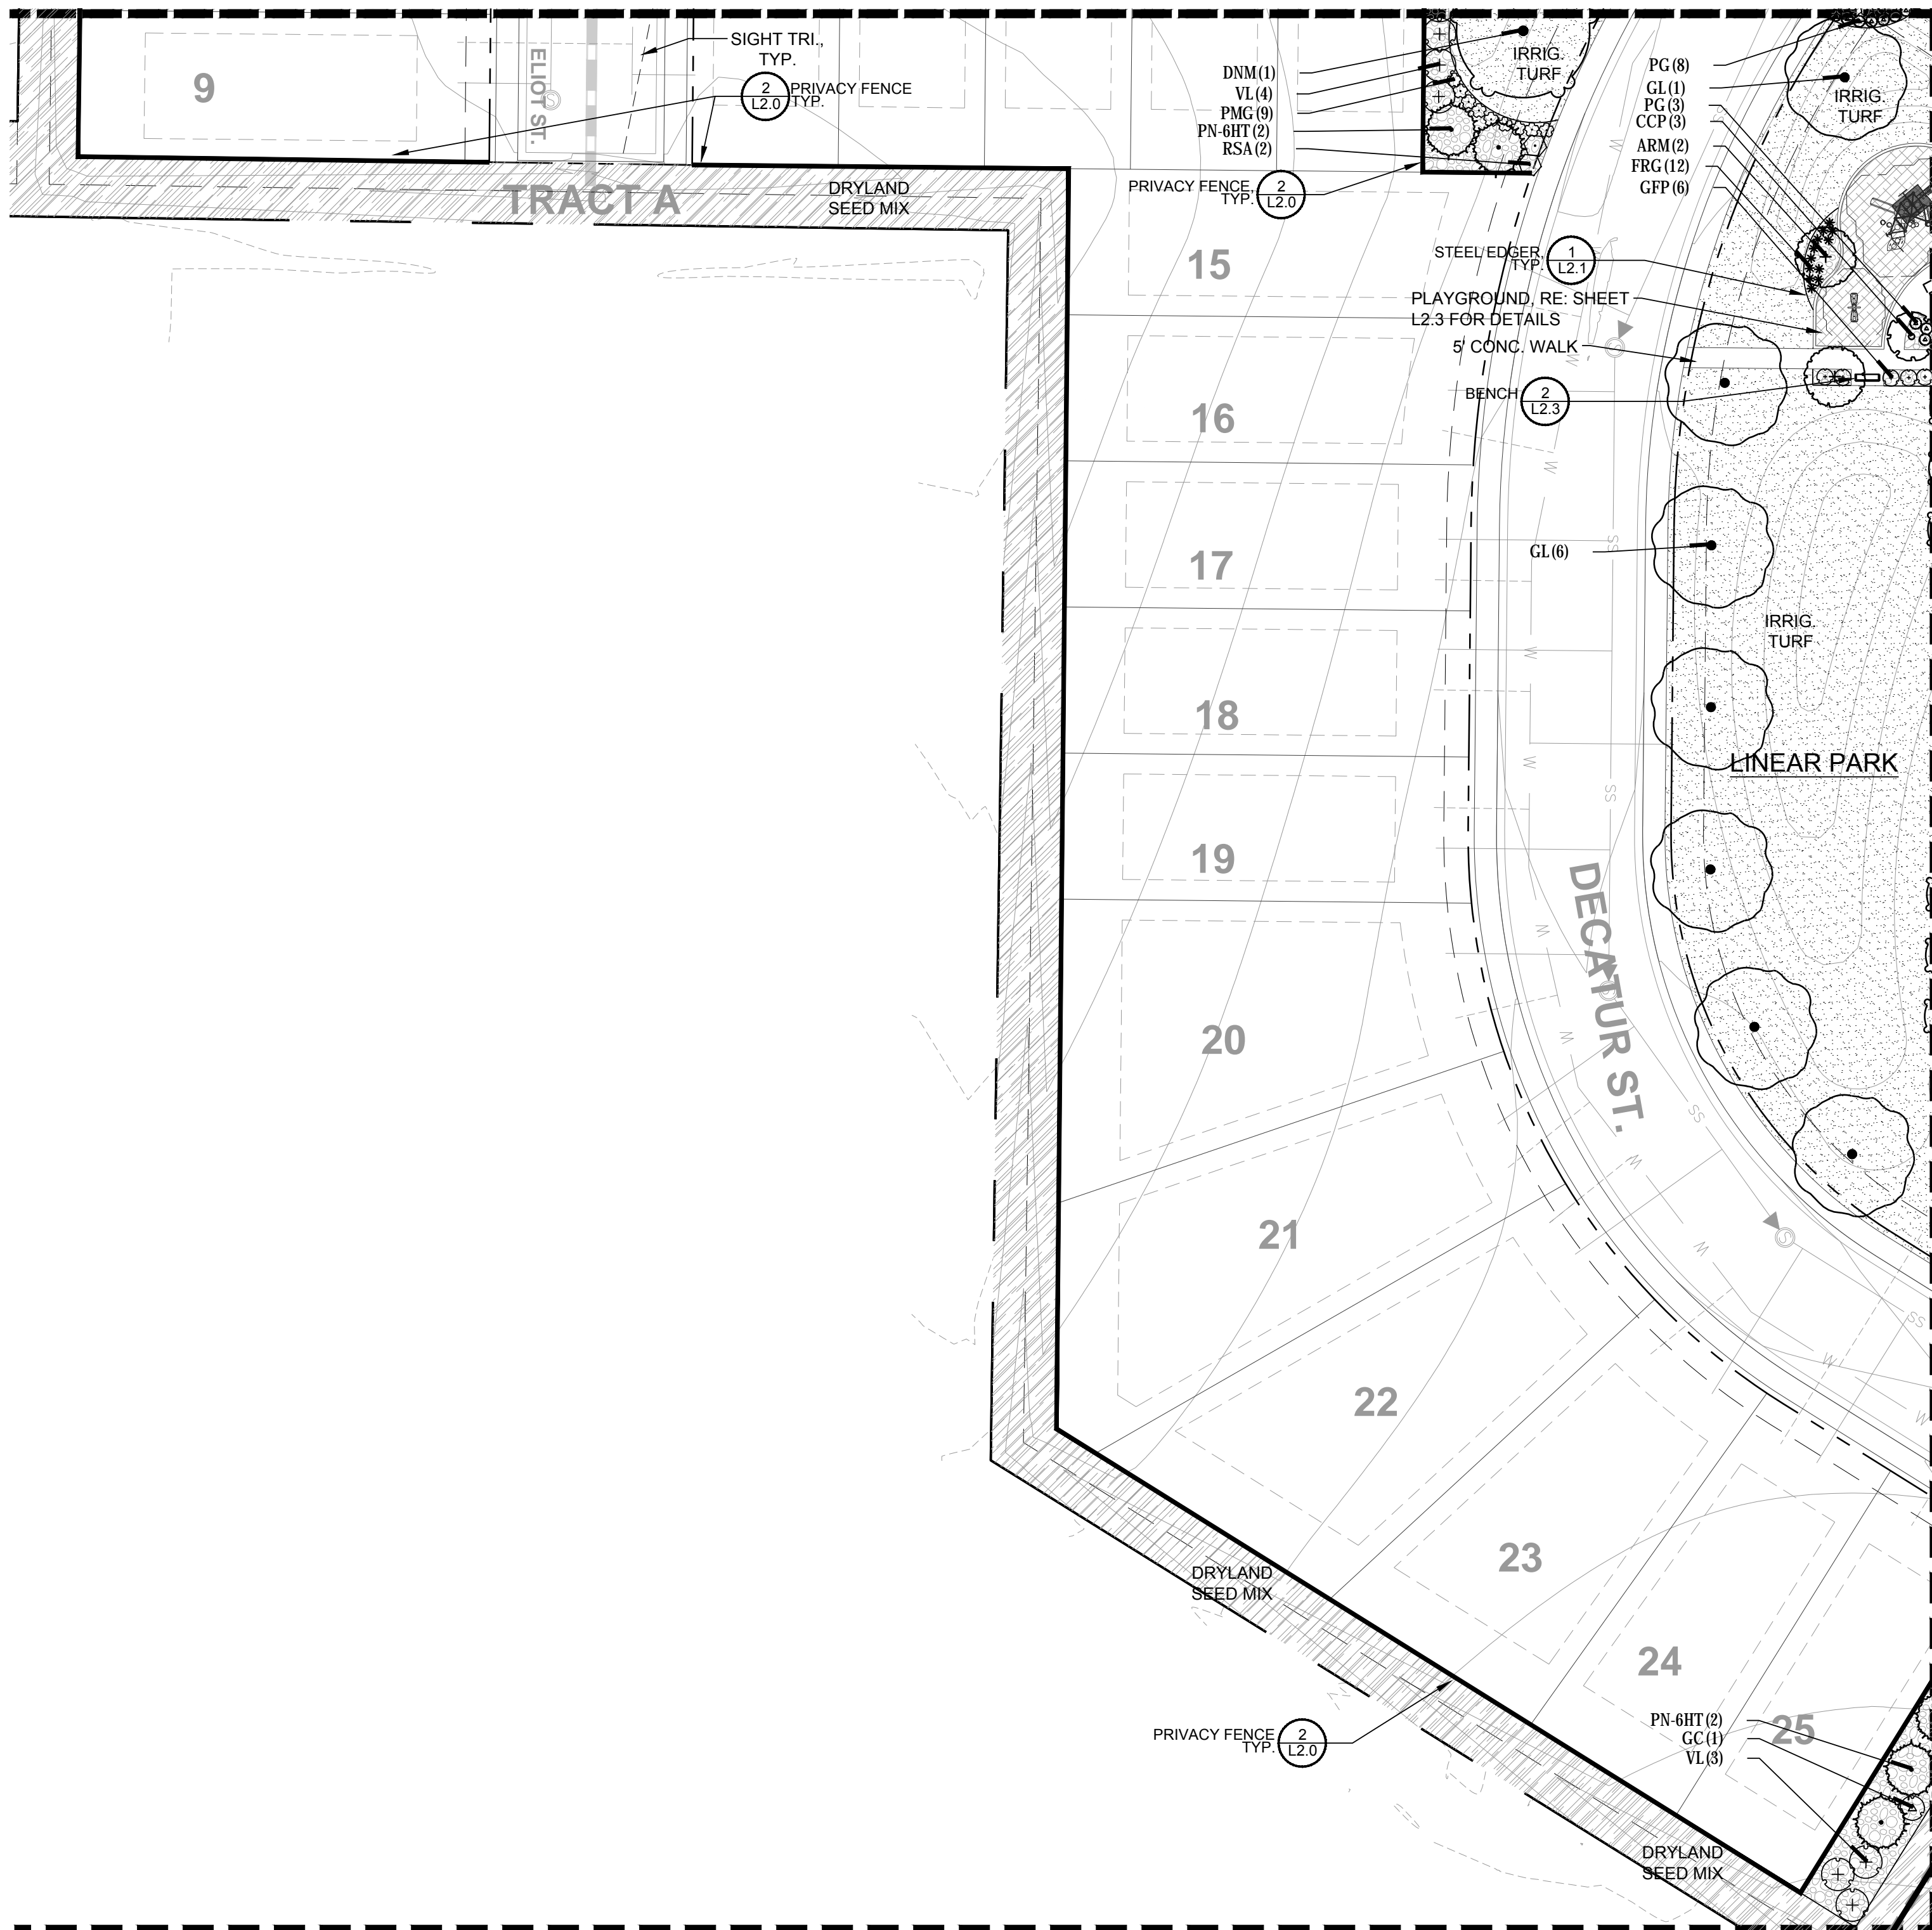 9
ELIOT ST.
S
SIGHT TRI.,
TYP.
2
L2.0
PRIVACY FENCE
TYP.
TRACT A
DRYLAND
SEED MIX
DNM (1)
VL (4)
PMG (9)
PN-6HT (2)
RSA (2)
IRRIG.
TURF
PRIVACY FENCE,
TYP.
2
L2.0
PG (8)
GL (1)
PG (3)
CCP (3)
ARM (2)
FRG (12)
GFP (6)
IRRIG.
TURF
STEEL EDGER,
TYP.
1
L2.1
PLAYGROUND, RE: SHEET
L2.3 FOR DETAILS
5' CONC. WALK
BENCH
2
L2.3
15
16
17
GL (6)
IRRIG.
TURF
18
LINEAR PARK
19
DECATUR ST.
20
21
22
23
DRYLAND
SEED MIX
24
PRIVACY FENCE
TYP.
2
L2.0
PN-6HT (2)
GC (1)
VL (3)
25
DRYLAND
SEED MIX
W
W
W
W
W
W
W
W
W
W
W
W
SS
SS
SS
SS
S
S